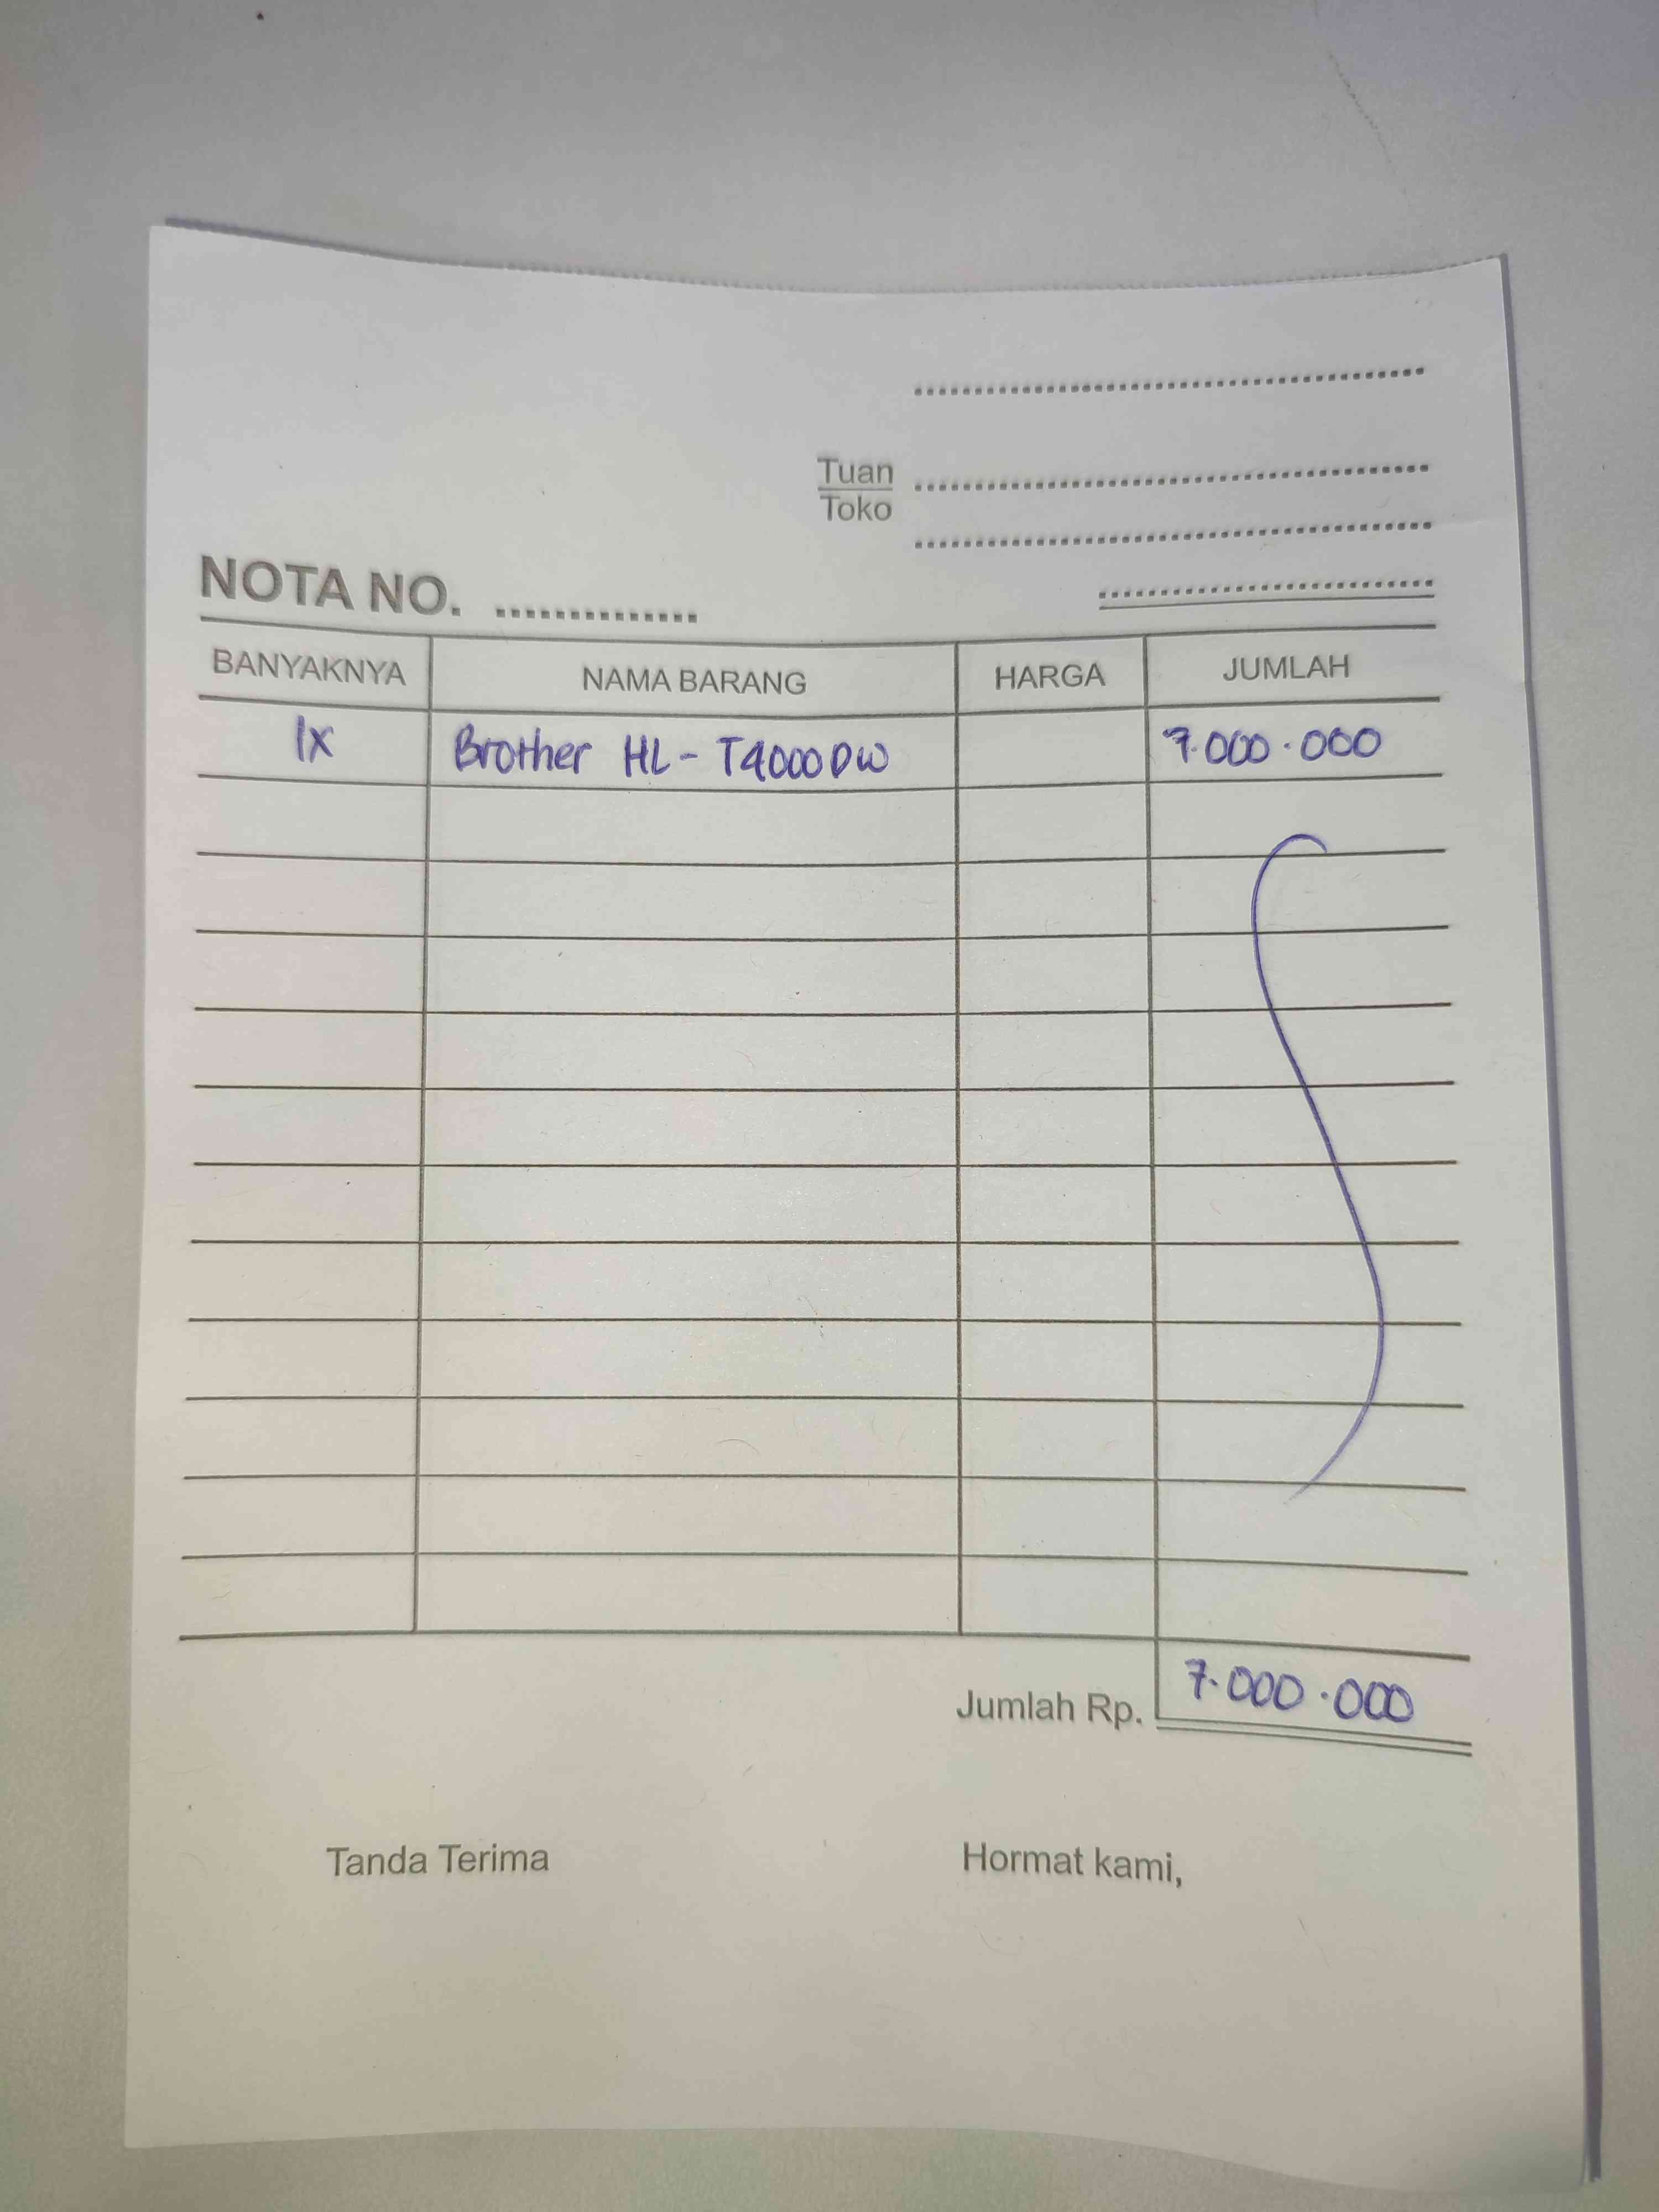 Tuan
Toko
NOTA NO. ..............
BANYAKNYA NAMA BARANG HARGA JUMLAH
1x Brother HL - T4000DW 7.000.000
Jumlah Rp. 7.000.000
Tanda Terima Hormat kami,